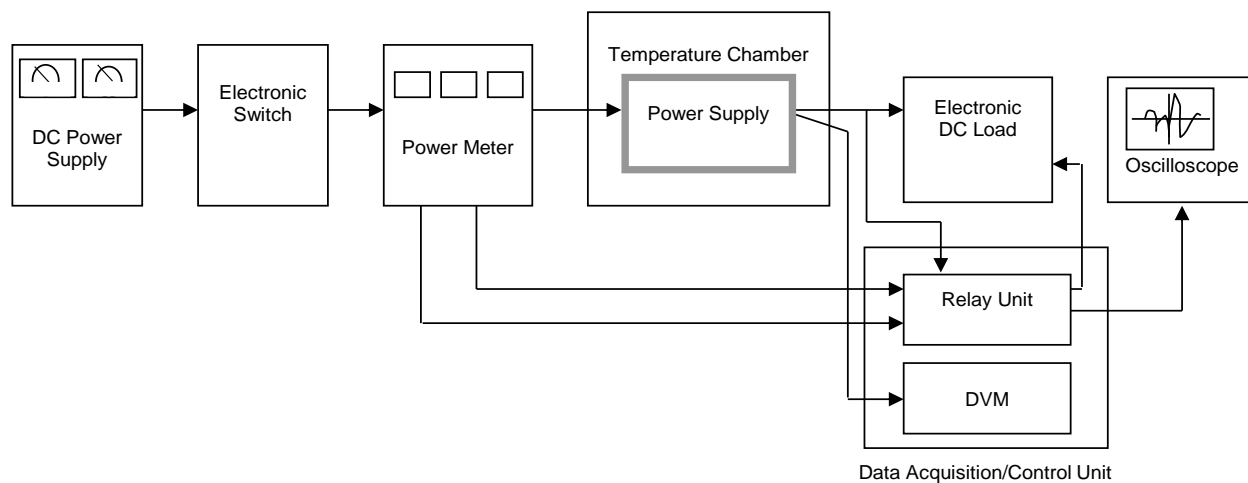 Temperature Chamber
DC Power
Supply
Electronic
Switch
Power Meter
Power Supply
Electronic
DC Load
Oscilloscope
Relay Unit
DVM
Data Acquisition/Control Unit